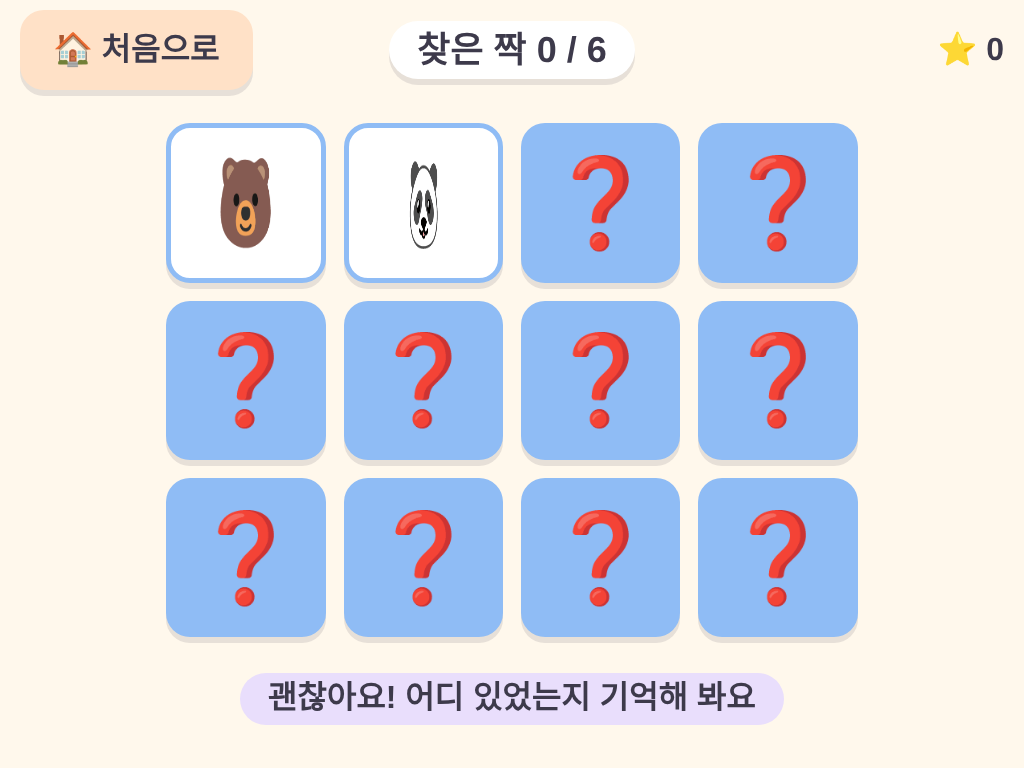 🏠 처음으로
찾은 짝 0 / 6
⭐ 0
❓ ❓
❓ ❓ ❓ ❓
❓ ❓ ❓ ❓
괜찮아요! 어디 있었는지 기억해 봐요